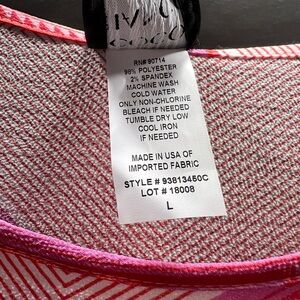 RN# 80714
98% POLYESTER
2% SPANDEX
MACHINE WASH
COLD WATER
ONLY NON-CHLORINE
BLEACH IF NEEDED
TUMBLE DRY LOW
COOL IRON
IF NEEDED
MADE IN USA OF
IMPORTED FABRIC
STYLE # 93813450C
LOT # 18008
L